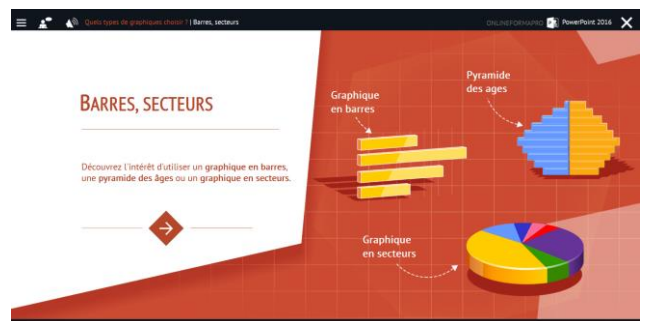 Quels types de graphiques choisir ? | Barres, secteurs
ONLINEFORMAPRO PowerPoint 2016
BARRES, SECTEURS
Découvrez l'intérêt d'utiliser un graphique en barres,
une pyramide des âges ou un graphique en secteurs.
Graphique
en barres
Pyramide
des ages
Graphique
en secteurs